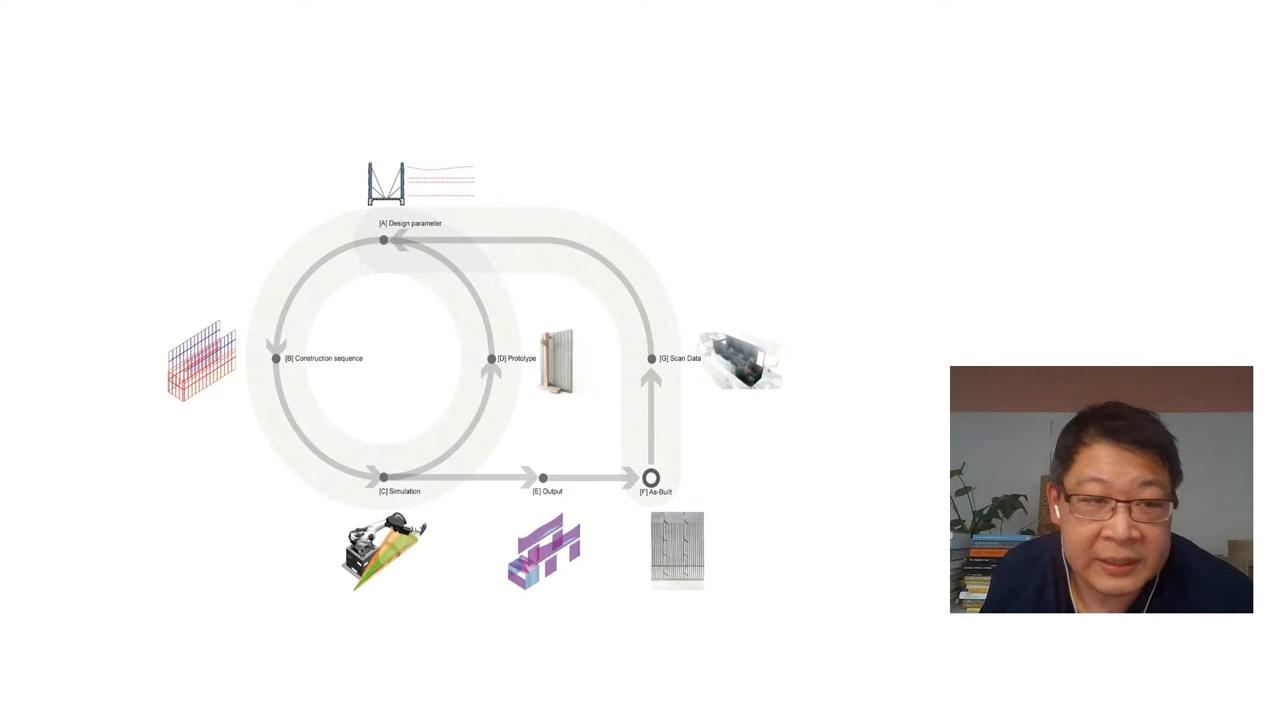 [A] Design parameter
[B] Construction sequence
[D] Prototype
[G] Scan Data
[C] Simulation
[E] Output
[F] As-Built